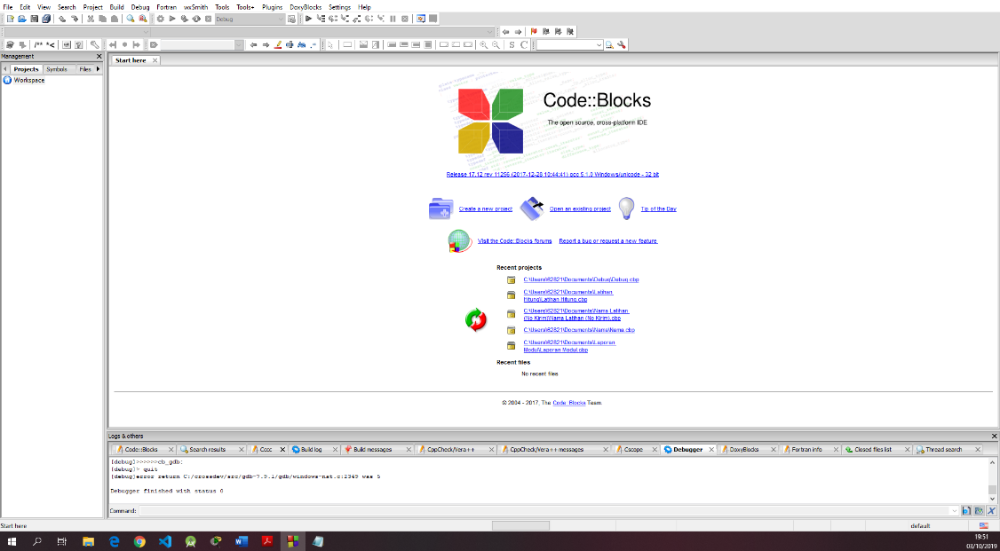 File Edit View Search Project Build Debug Fortran wxSmith Tools Tools+ Plugins DoxyBlocks Settings Help
Debug
/** *<
S C
Management
Projects Symbols Files
Workspace
Start here
Code::Blocks
The open source, cross-platform IDE
Release 17.12 rev 11256 (2017-12-28 10:44:41) gcc 5.1.0 Windows/unicode - 32 bit
Create a new project Open an existing project Tip of the Day
Visit the Code::Blocks forums Report a bug or request a new feature
Recent projects
C:\Users\62821\Documents\Debug\Debug.cbp
C:\Users\62821\Documents\Latihan
Hitung\Latihan Hitung.cbp
C:\Users\62821\Documents\Nama Latihan
(No Kirim)\Nama Latihan (No Kirim).cbp
C:\Users\62821\Documents\Nama\Nama.cbp
C:\Users\62821\Documents\Laporan
Modul\Laporan Modul.cbp
Recent files
No recent files
© 2004 - 2017, The Code::Blocks Team.
Logs & others
Code::Blocks Search results Cccc Build log Build messages CppCheck/Vera++ CppCheck/Vera++ messages Cscope Debugger DoxyBlocks Fortran info Closed files list Thread search
[debug]>>>>>>cb_gdb:
[debug]> quit
[debug]error return C:/crossdev/src/gdb-7.9.1/gdb/windows-nat.c:2349 was 5
Debugger finished with status 0
Command:
Start here
default
19:51
03/10/2019